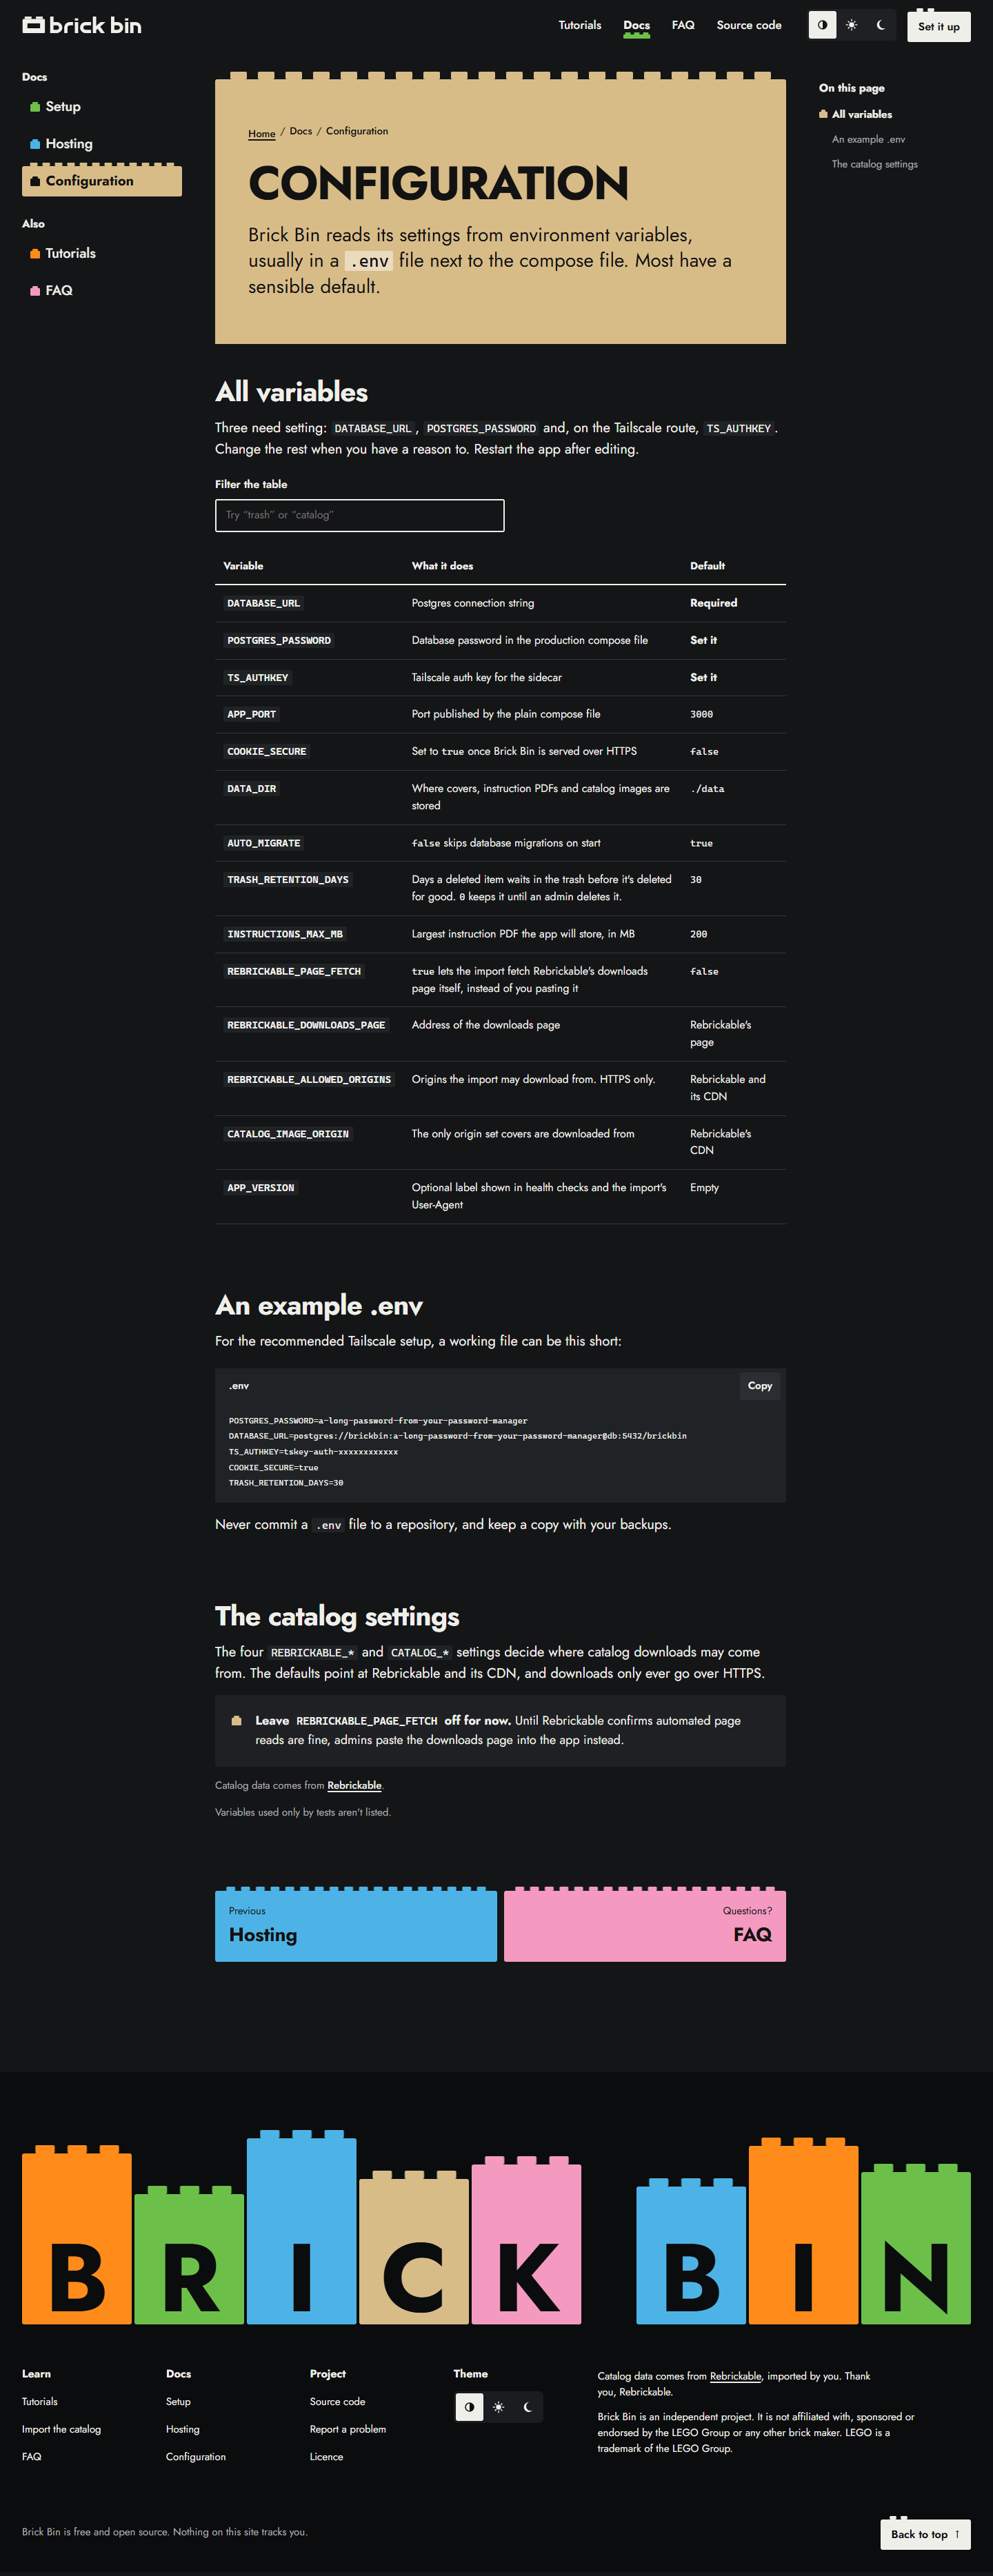 brick bin
Tutorials Docs FAQ Source code Set it up
Docs
Setup
Hosting
Configuration
Also
Tutorials
FAQ
Home / Docs / Configuration
CONFIGURATION
Brick Bin reads its settings from environment variables,
usually in a .env file next to the compose file. Most have a
sensible default.
On this page
All variables
An example .env
The catalog settings
All variables
Three need setting: DATABASE_URL, POSTGRES_PASSWORD and, on the Tailscale route, TS_AUTHKEY.
Change the rest when you have a reason to. Restart the app after editing.
Filter the table
Try “trash” or “catalog”
Variable What it does Default
DATABASE_URL Postgres connection string Required
POSTGRES_PASSWORD Database password in the production compose file Set it
TS_AUTHKEY Tailscale auth key for the sidecar Set it
APP_PORT Port published by the plain compose file 3000
COOKIE_SECURE Set to true once Brick Bin is served over HTTPS false
DATA_DIR Where covers, instruction PDFs and catalog images are ./data
stored
AUTO_MIGRATE false skips database migrations on start true
TRASH_RETENTION_DAYS Days a deleted item waits in the trash before it's deleted 30
for good. 0 keeps it until an admin deletes it.
INSTRUCTIONS_MAX_MB Largest instruction PDF the app will store, in MB 200
REBRICKABLE_PAGE_FETCH true lets the import fetch Rebrickable's downloads false
page itself, instead of you pasting it
REBRICKABLE_DOWNLOADS_PAGE Address of the downloads page Rebrickable's
page
REBRICKABLE_ALLOWED_ORIGINS Origins the import may download from. HTTPS only. Rebrickable and
its CDN
CATALOG_IMAGE_ORIGIN The only origin set covers are downloaded from Rebrickable's
CDN
APP_VERSION Optional label shown in health checks and the import's Empty
User-Agent
An example .env
For the recommended Tailscale setup, a working file can be this short:
.env Copy
POSTGRES_PASSWORD=a-long-password-from-your-password-manager
DATABASE_URL=postgres://brickbin:a-long-password-from-your-password-manager@db:5432/brickbin
TS_AUTHKEY=tskey-auth-xxxxxxxxxxxx
COOKIE_SECURE=true
TRASH_RETENTION_DAYS=30
Never commit a .env file to a repository, and keep a copy with your backups.
The catalog settings
The four REBRICKABLE_* and CATALOG_* settings decide where catalog downloads may come
from. The defaults point at Rebrickable and its CDN, and downloads only ever go over HTTPS.
Leave REBRICKABLE_PAGE_FETCH off for now. Until Rebrickable confirms automated page
reads are fine, admins paste the downloads page into the app instead.
Catalog data comes from Rebrickable.
Variables used only by tests aren't listed.
Previous
Hosting
Questions?
FAQ
BRICK BIN
Learn
Tutorials
Import the catalog
FAQ
Docs
Setup
Hosting
Configuration
Project
Source code
Report a problem
Licence
Theme
Catalog data comes from Rebrickable, imported by you. Thank
you, Rebrickable.
Brick Bin is an independent project. It is not affiliated with, sponsored or
endorsed by the LEGO Group or any other brick maker. LEGO is a
trademark of the LEGO Group.
Brick Bin is free and open source. Nothing on this site tracks you.
Back to top ↑